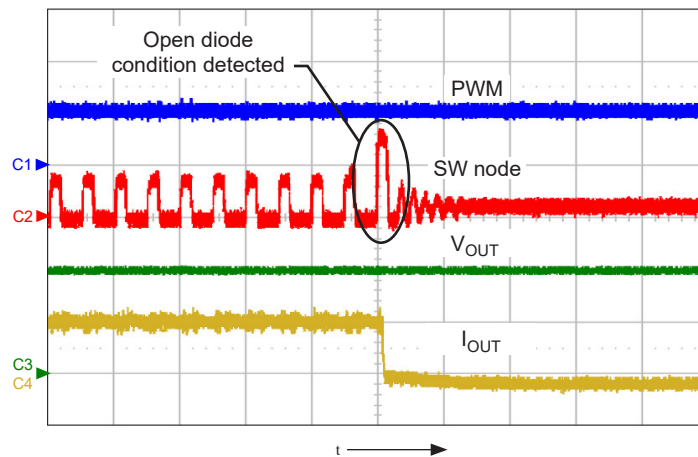 Open diode
condition detected
PWM
C1
SW node
C2
VOUT
IOUT
C3
C4
t